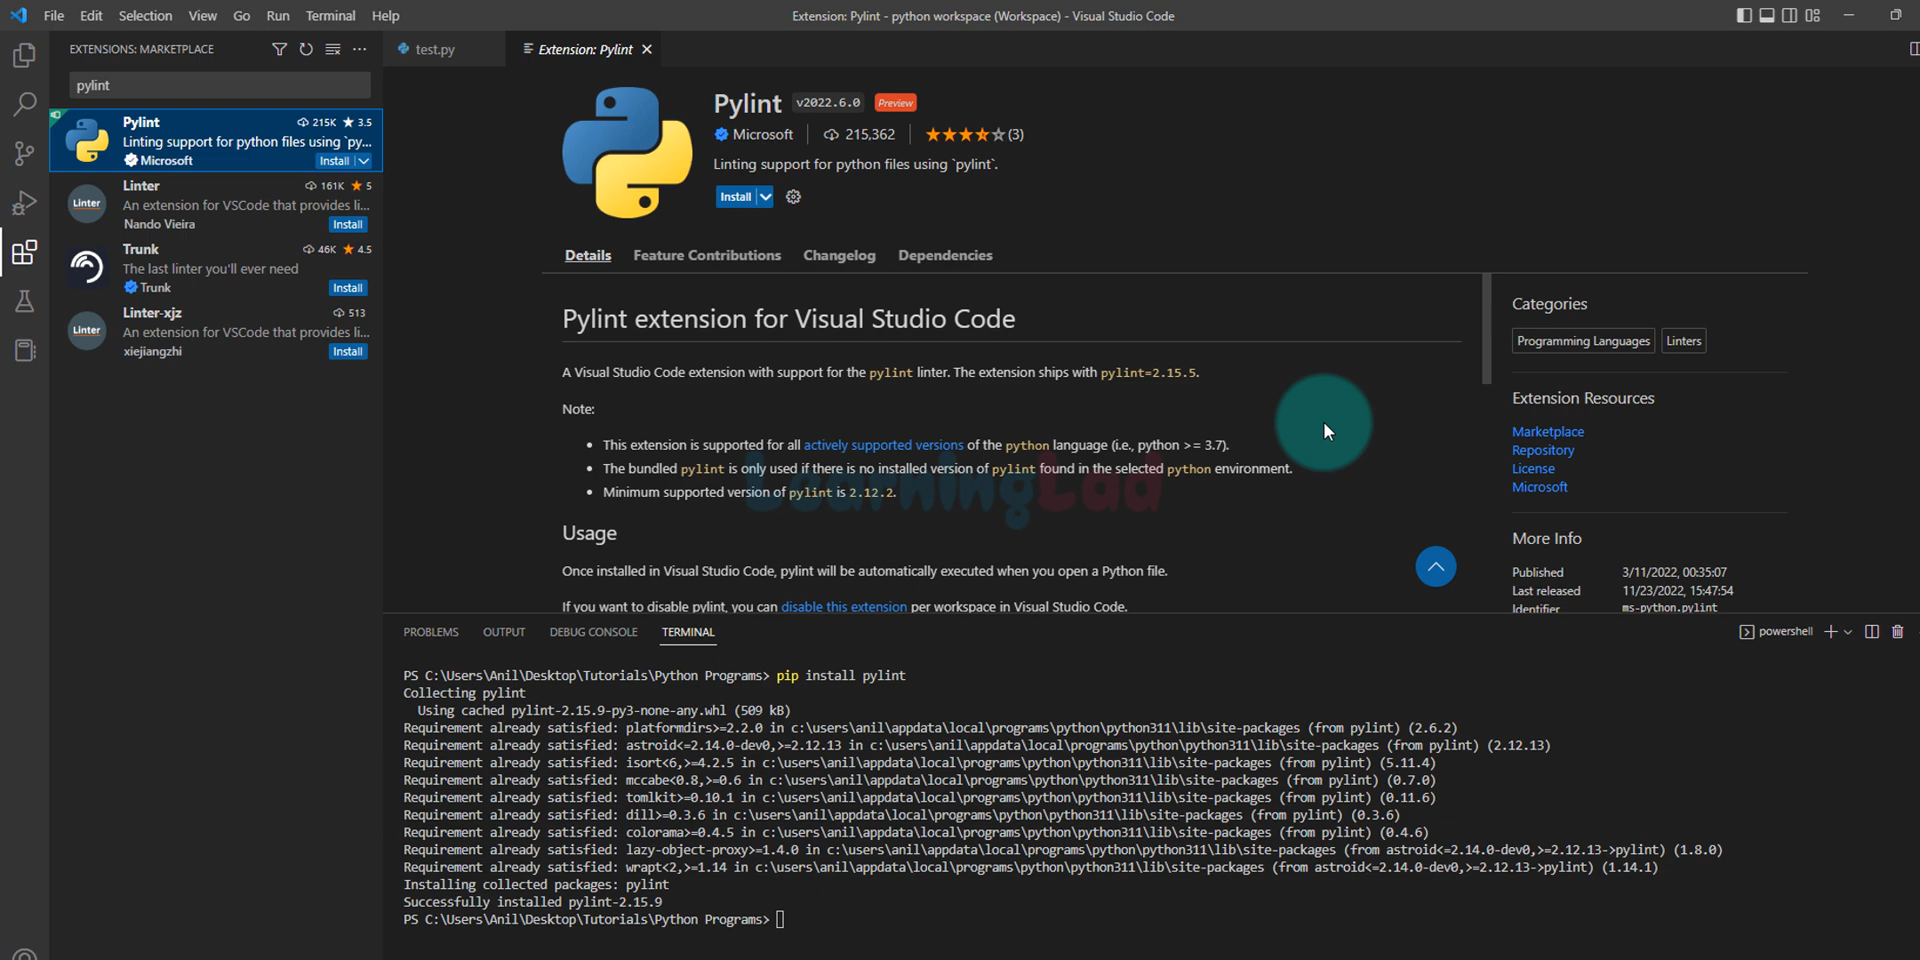 File Edit Selection View Go Run Terminal Help
Extension: Pylint - python workspace (Workspace) - Visual Studio Code
EXTENSIONS: MARKETPLACE
pylint
Pylint 215K ★ 3.5
Linting support for python files using `py...
Microsoft Install
Linter 161K ★ 5
An extension for VSCode that provides li...
Nando Vieira Install
Trunk 46K ★ 4.5
The last linter you'll ever need
Trunk Install
Linter-xjz 513
An extension for VSCode that provides li...
xiejiangzhi Install
Linter
Linter
test.py
Extension: Pylint
Pylint v2022.6.0 Preview
Microsoft 215,362 ★★★★☆(3)
Linting support for python files using `pylint`.
Install
Details Feature Contributions Changelog Dependencies
Pylint extension for Visual Studio Code
A Visual Studio Code extension with support for the pylint linter. The extension ships with pylint=2.15.5.
Note:
• This extension is supported for all actively supported versions of the python language (i.e., python >= 3.7).
• The bundled pylint is only used if there is no installed version of pylint found in the selected python environment.
• Minimum supported version of pylint is 2.12.2.
LearningLad
Usage
Once installed in Visual Studio Code, pylint will be automatically executed when you open a Python file.
If you want to disable pylint, you can disable this extension per workspace in Visual Studio Code.
Categories
Programming Languages Linters
Extension Resources
Marketplace
Repository
License
Microsoft
More Info
Published 3/11/2022, 00:35:07
Last released 11/23/2022, 15:47:54
Identifier ms-python.pylint
PROBLEMS OUTPUT DEBUG CONSOLE TERMINAL
powershell
PS C:\Users\Anil\Desktop\Tutorials\Python Programs> pip install pylint
Collecting pylint
Using cached pylint-2.15.9-py3-none-any.whl (509 kB)
Requirement already satisfied: platformdirs>=2.2.0 in c:\users\anil\appdata\local\programs\python\python311\lib\site-packages (from pylint) (2.6.2)
Requirement already satisfied: astroid<=2.14.0-dev0,>=2.12.13 in c:\users\anil\appdata\local\programs\python\python311\lib\site-packages (from pylint) (2.12.13)
Requirement already satisfied: isort<6,>=4.2.5 in c:\users\anil\appdata\local\programs\python\python311\lib\site-packages (from pylint) (5.11.4)
Requirement already satisfied: mccabe<0.8,>=0.6 in c:\users\anil\appdata\local\programs\python\python311\lib\site-packages (from pylint) (0.7.0)
Requirement already satisfied: tomlkit>=0.10.1 in c:\users\anil\appdata\local\programs\python\python311\lib\site-packages (from pylint) (0.11.6)
Requirement already satisfied: dill>=0.3.6 in c:\users\anil\appdata\local\programs\python\python311\lib\site-packages (from pylint) (0.3.6)
Requirement already satisfied: colorama>=0.4.5 in c:\users\anil\appdata\local\programs\python\python311\lib\site-packages (from pylint) (0.4.6)
Requirement already satisfied: lazy-object-proxy>=1.4.0 in c:\users\anil\appdata\local\programs\python\python311\lib\site-packages (from astroid<=2.14.0-dev0,>=2.12.13->pylint) (1.8.0)
Requirement already satisfied: wrapt<2,>=1.14 in c:\users\anil\appdata\local\programs\python\python311\lib\site-packages (from astroid<=2.14.0-dev0,>=2.12.13->pylint) (1.14.1)
Installing collected packages: pylint
Successfully installed pylint-2.15.9
PS C:\Users\Anil\Desktop\Tutorials\Python Programs>